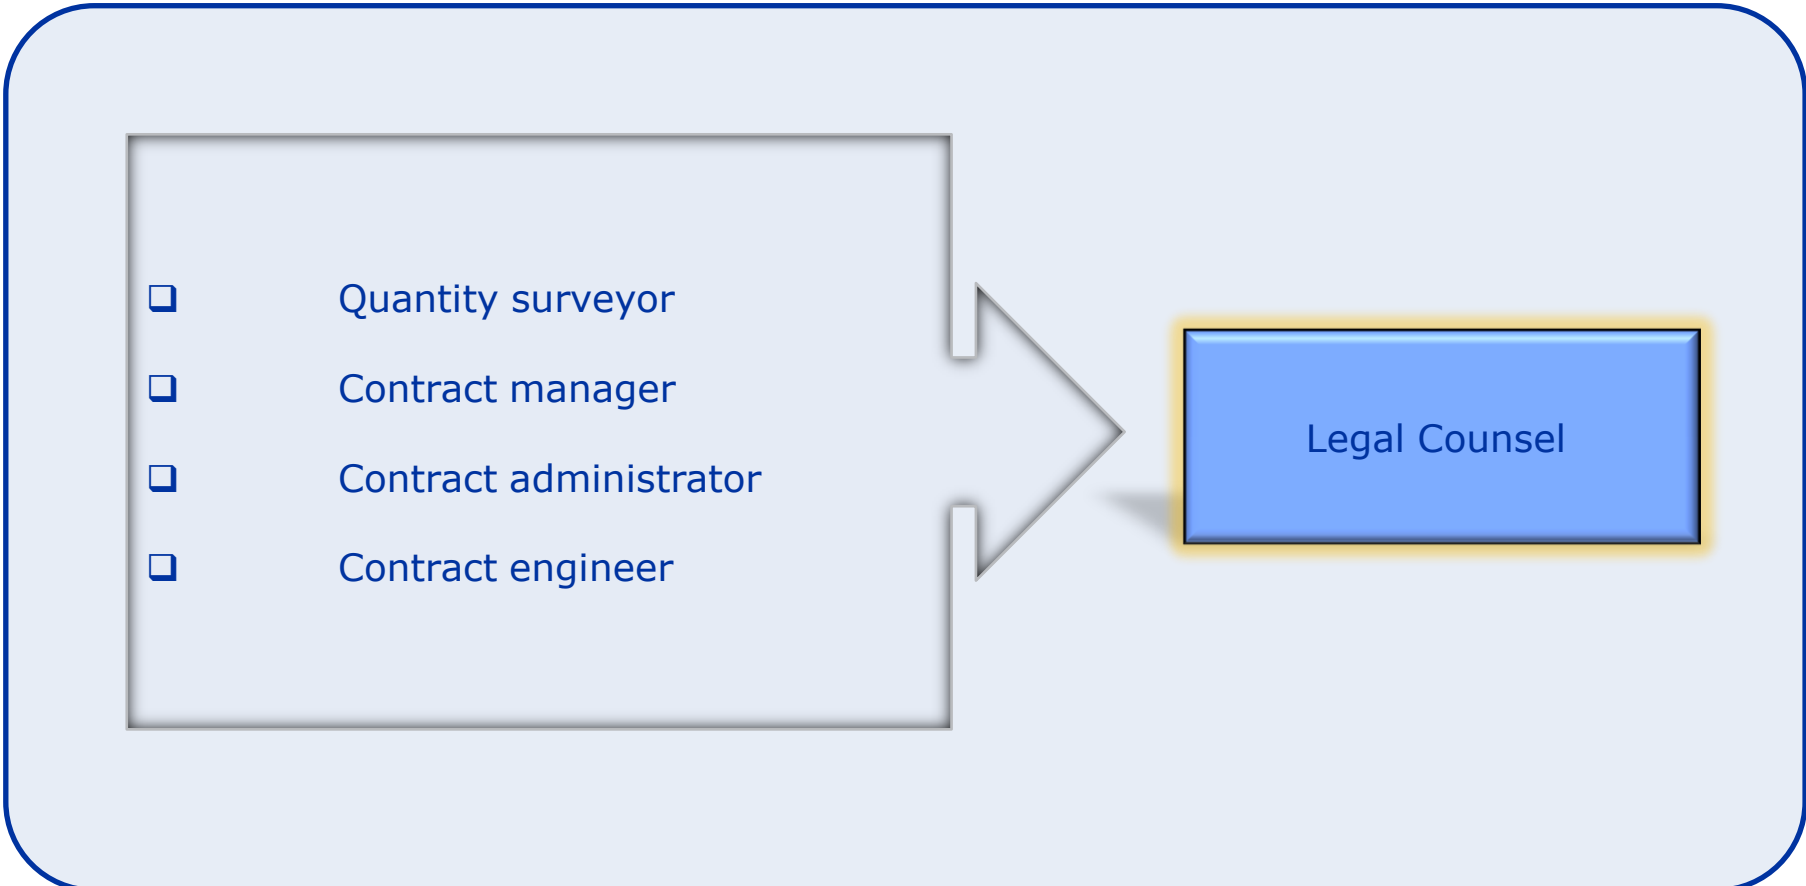 ❑ Quantity surveyor
❑ Contract manager
❑ Contract administrator
❑ Contract engineer
Legal Counsel